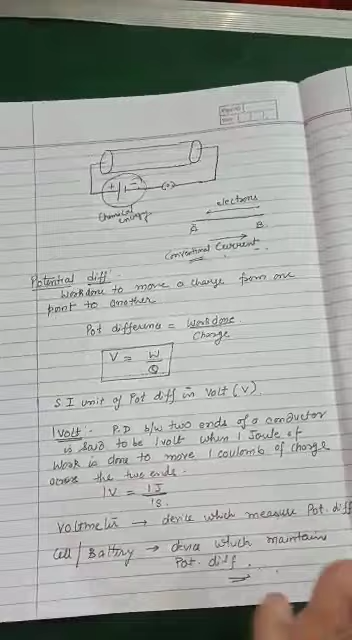 + -
Chemical energy
electrons
A B
Conventional Current.
Potential diff.
Work done to move a charge from one
point to another
Pot difference = Work done
Charge
V = W
Q
S I unit of Pot diff in Volt (V)
1 Volt :- P.D b/w two ends of a conductor
is said to be 1 volt when 1 Joule of
Work is done to move 1 coulomb of charge
across the two ends.
1V = 1J
Voltmeter → device which measure Pot. diff
Cell / Battery → device which maintains
Pot. diff.